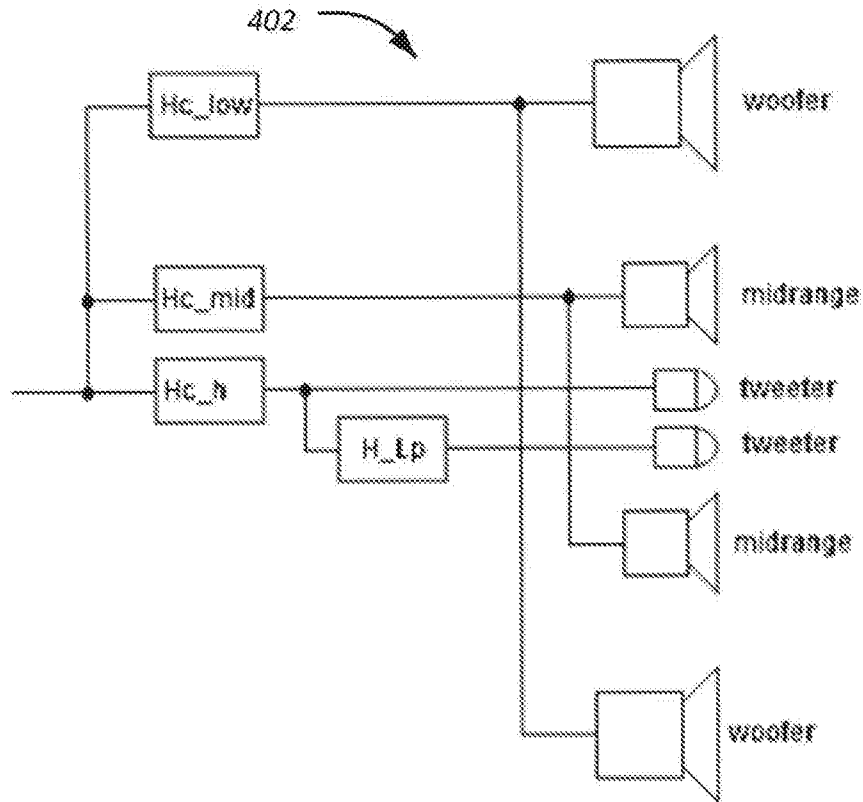 402
Hc_low
woofer
Hc_mid
midrange
Hc_h
tweeter
H_Lp
tweeter
midrange
woofer